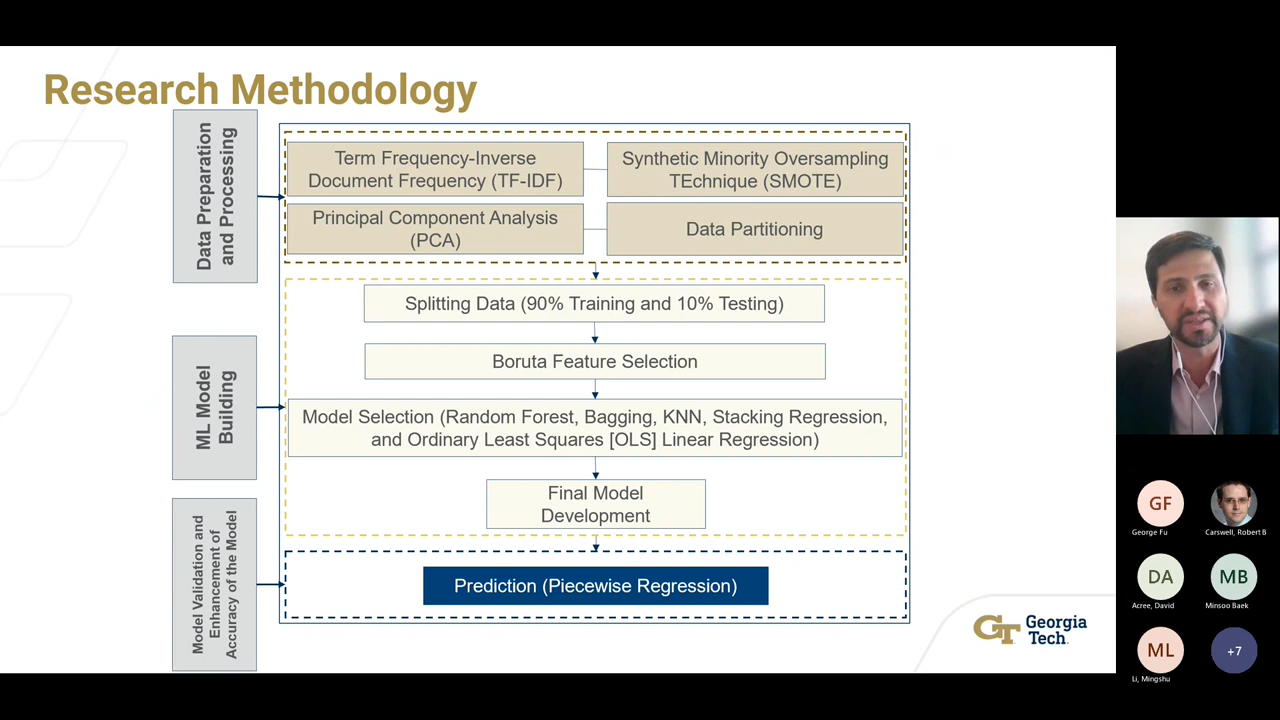 Research Methodology
Data Preparation
and Processing
Term Frequency-Inverse
Document Frequency (TF-IDF)
Synthetic Minority Oversampling
TEchnique (SMOTE)
Principal Component Analysis
(PCA)
Data Partitioning
ML Model
Building
Splitting Data (90% Training and 10% Testing)
Boruta Feature Selection
Model Selection (Random Forest, Bagging, KNN, Stacking Regression,
and Ordinary Least Squares [OLS] Linear Regression)
Final Model
Development
Model Validation and
Enhancement of
Accuracy of the Model
Prediction (Piecewise Regression)
GT
Georgia
Tech
GF
George Fu
Carswell, Robert B
DA
Acree, David
MB
Minsoo Baek
ML
Li, Mingshu
+7